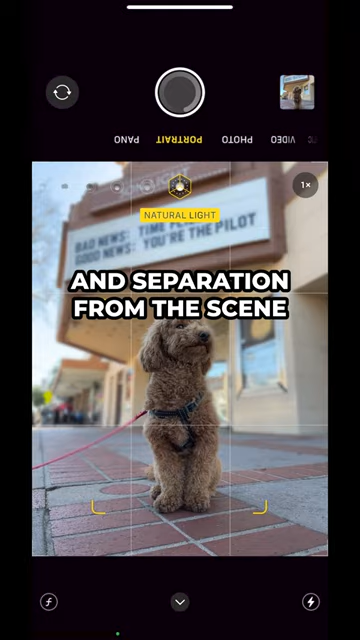 PANO
PORTRAIT
PHOTO
VIDEO
1×
NATURAL LIGHT
BAD NEWS: TIME
GOOD NEWS: YOU'RE THE PILOT
AND SEPARATION
FROM THE SCENE